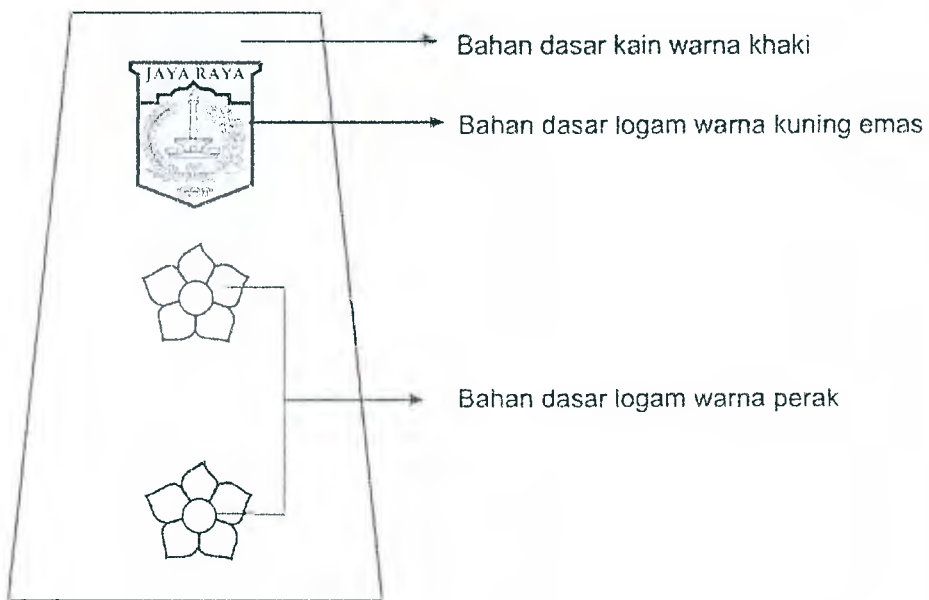 Bahan dasar kain warna khaki
JAYA RAYA
Bahan dasar logam warna kuning emas
Bahan dasar logam warna perak